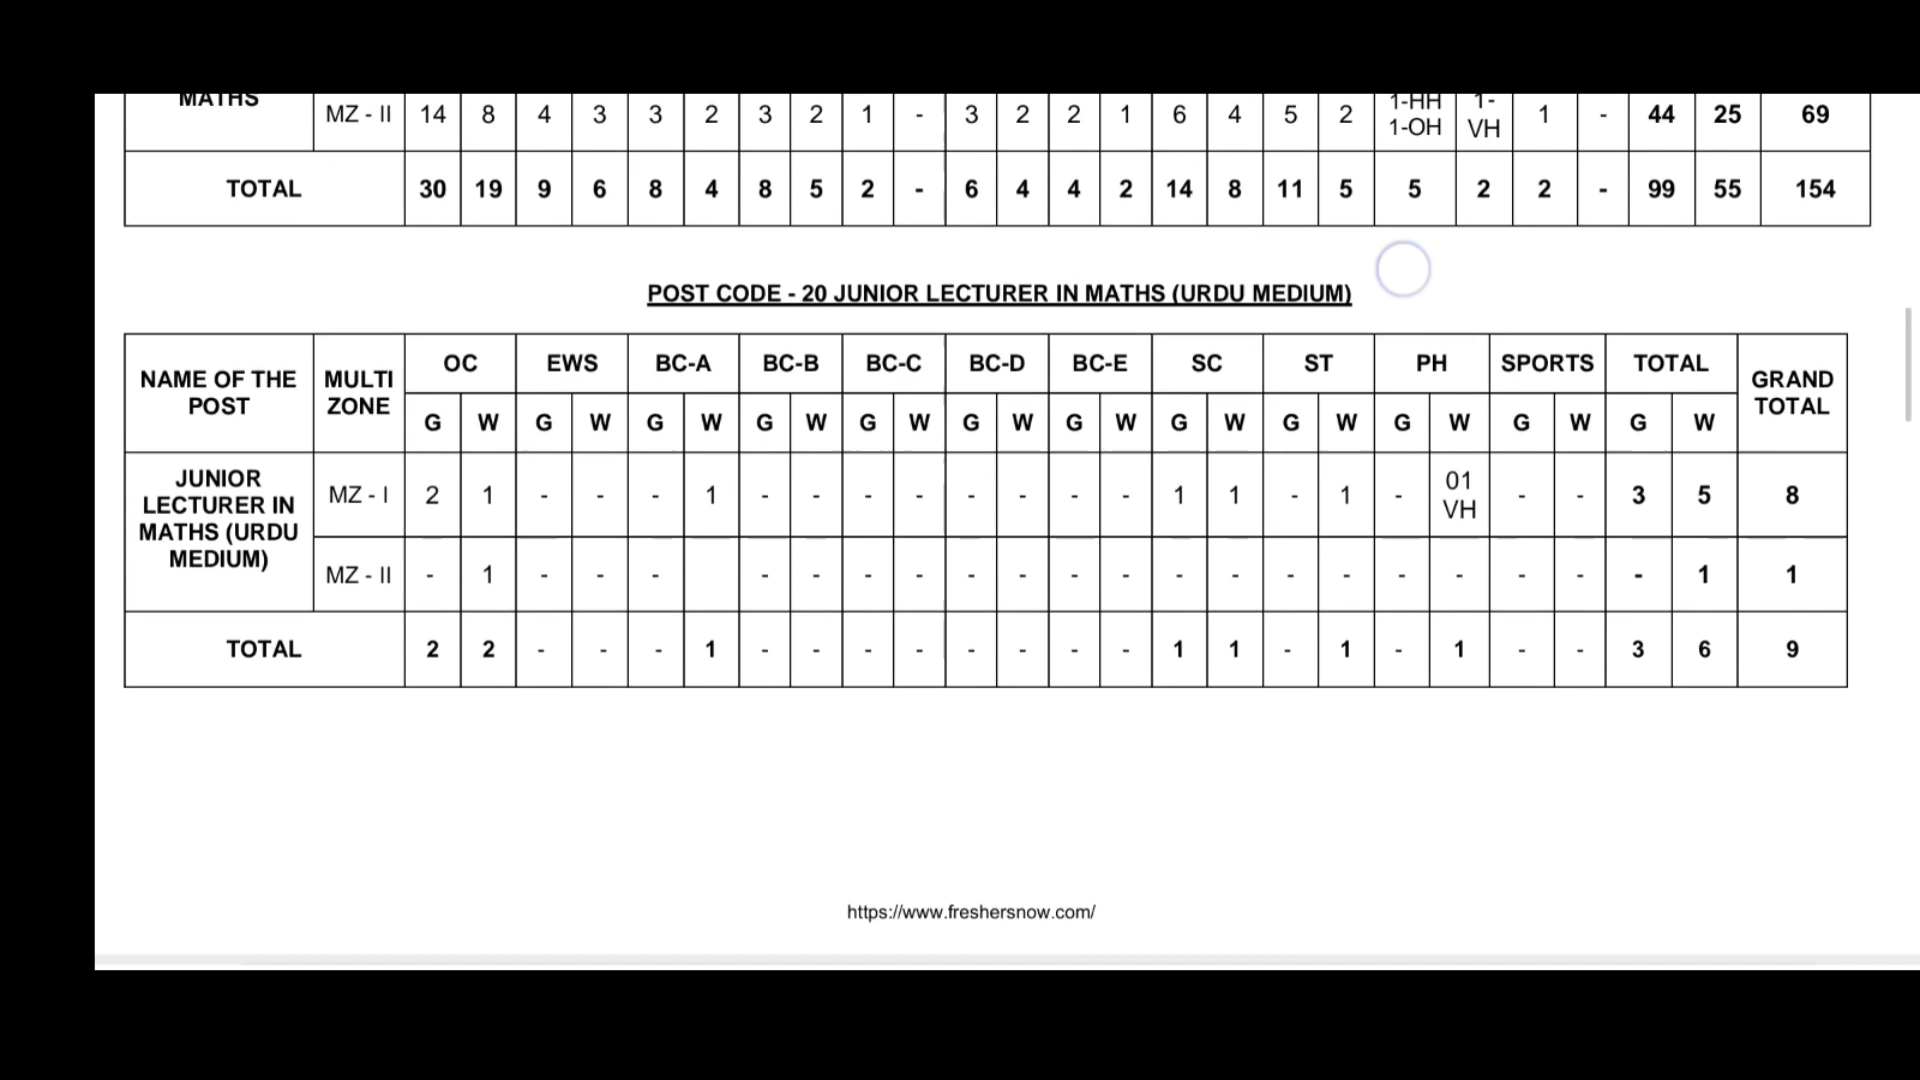 MATHS MZ - II 14 8 4 3 3 2 3 2 1 - 3 2 2 1 6 4 5 2 1-HH 1-OH 1-VH 1 - 44 25 69
TOTAL 30 19 9 6 8 4 8 5 2 - 6 4 4 2 14 8 11 5 5 2 2 - 99 55 154
POST CODE - 20 JUNIOR LECTURER IN MATHS (URDU MEDIUM)
NAME OF THE POST MULTI ZONE OC EWS BC-A BC-B BC-C BC-D BC-E SC ST PH SPORTS TOTAL GRAND TOTAL
G W G W G W G W G W G W G W G W G W G W G W G W
JUNIOR LECTURER IN MATHS (URDU MEDIUM)
MZ - I 2 1 - - - 1 - - - - - - - - 1 1 - 1 - 01 VH - - 3 5 8
MZ - II - 1 - - - - - - - - - - - - - - - - - - - - 1 1
TOTAL 2 2 - - - 1 - - - - - - - - 1 1 - 1 - 1 - - 3 6 9
https://www.freshersnow.com/